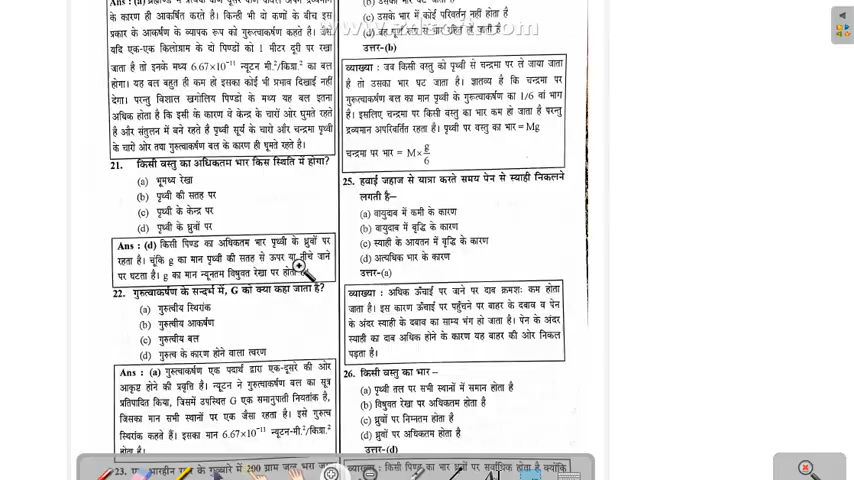 के कारण ही आकर्षित करते है। किन्ही भी दो कणों के बीच इस
प्रकार के आकर्षण के व्यापक रूप को गुरुत्वाकर्षण कहते है।
यदि एक-एक किलोग्राम के दो पिण्डों को 1 मीटर दूरी पर रखा
जाता है तो इनके मध्य 6.67×10⁻¹¹ न्यूटन मी.²/किग्रा.² का बल
होगा। यह बल बहुत ही कम हो इसका कोई भी प्रभाव दिखाई नहीं
देगा। परन्तु विशाल खगोलिय पिण्डों के मध्य यह बल इतना
अधिक होता है कि इसी के कारण वे केन्द्र के चारों ओर घुमते रहते
है और संतुलन में बने रहते है पृथ्वी सूर्य के चारो और चन्द्रमा पृथ्वी
के चारो ओर तथा गुरुत्वाकर्षण बल के कारण ही घूमते रहते है।
21. किसी वस्तु का अधिकतम भार किस स्थिति में होगा?
(a) भूमध्य रेखा
(b) पृथ्वी की सतह पर
(c) पृथ्वी के केन्द्र पर
(d) पृथ्वी के ध्रुवों पर
Ans : (d) किसी पिण्ड का अधिकतम भार पृथ्वी के ध्रुवों पर
रहता है। चूंकि g का मान पृथ्वी की सतह से ऊपर या नीचे जाने
पर घटता है। g का मान न्यूनतम विषुवत रेखा पर होता
22. गुरुत्वाकर्षण के सन्दर्भ में, G को क्या कहा जाता है?
(a) गुरुत्वीय स्थिरांक
(b) गुरुत्वीय आकर्षण
(c) गुरुत्वीय बल
(d) गुरुत्व के कारण होने वाला त्वरण
Ans : (a) गुरुत्वाकर्षण एक पदार्थ द्वारा एक-दूसरे की ओर
आकृष्ट होने की प्रवृत्ति है। न्यूटन ने गुरुत्वाकर्षण बल का सूत्र
प्रतिपादित किया, जिसमें उपस्थित G एक समानुपाती नियतांक है,
जिसका मान सभी स्थानों पर एक जैसा रहता है। इसे गुरुत्व
स्थिरांक कहते हैं। इसका मान 6.67×10⁻¹¹ न्यूटन-मी.²/किग्रा.²
होता है।
23. 200 ग्राम जल भरा
(b) उसका भार घट जाता है
(c) उसके भार में कोई परिवर्तन नहीं होता है
उत्तर-(b)
व्याख्या : जब किसी वस्तु को पृथ्वी से चन्द्रमा पर ले जाया जाता
है तो उसका भार घट जाता है। ज्ञातव्य है कि चन्द्रमा पर
गुरुत्वाकर्षण बल का मान पृथ्वी के गुरुत्वाकर्षण का 1/6 वां भाग
है। इसलिए चन्द्रमा पर किसी वस्तु का भार कम हो जाता है परन्तु
द्रव्यमान अपरिवर्तित रहता है। पृथ्वी पर वस्तु का भार = Mg
चन्द्रमा पर भार = M×g/6
25. हवाई जहाज से यात्रा करते समय पेन से स्याही निकलने
लगती है–
(a) वायुदाब में कमी के कारण
(b) वायुदाब में वृद्धि के कारण
(c) स्याही के आयतन में वृद्धि के कारण
(d) अत्यधिक भार के कारण
उत्तर-(a)
व्याख्या : अधिक ऊँचाई पर जाने पर दाब क्रमशः कम होता
जाता है। इस कारण ऊँचाई पर पहुँचने पर बाहर के दबाव व पेन
के अंदर स्याही के दबाव का साम्य भंग हो जाता है। पेन के अंदर
स्याही का दाब अधिक होने के कारण यह बाहर की ओर निकल
पड़ता है।
26. किसी वस्तु का भार –
(a) पृथ्वी तल पर सभी स्थानों में समान होता है
(b) विषुवत रेखा पर अधिकतम होता है
(c) ध्रुवों पर निम्नतम होता है
(d) ध्रुवों पर अधिकतम होता है
उत्तर-(d)
व्याख्या : किसी पिण्ड का भार ध्रुवों पर सर्वाधिक होता है क्योंकि